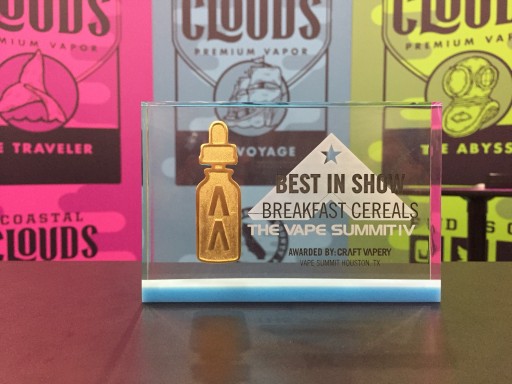 CLOUDS
PREMIUM VAPOR
E TRAVELER
COASTAL
CLOUDS
CLOUDS
PREMIUM VAPOR
VOYAGE
CLOUDS
PREMIUM VAPOR
THE ABYSS
BEST IN SHOW
BREAKFAST CEREALS
THE VAPE SUMMIT IV
AWARDED BY: CRAFT VAPERY
VAPE SUMMIT HOUSTON, TX